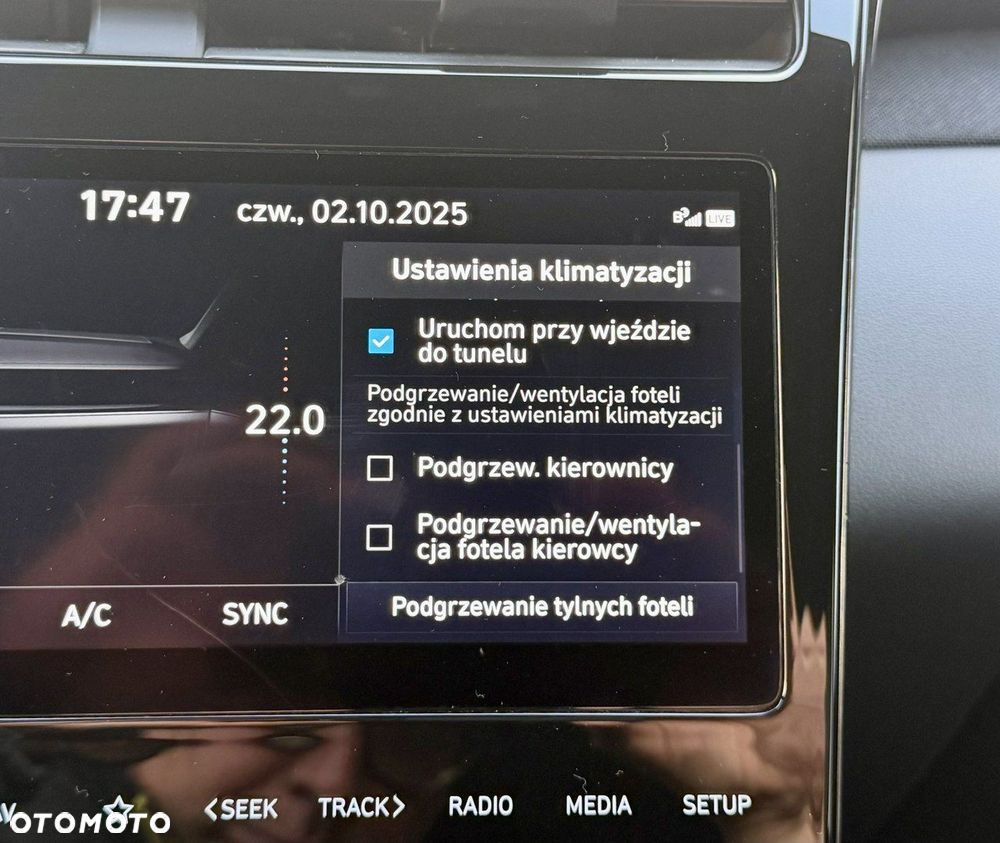 17:47 czw., 02.10.2025 LIVE
Ustawienia klimatyzacji
Uruchom przy wjeździe
do tunelu
Podgrzewanie/wentylacja foteli
zgodnie z ustawieniami klimatyzacji
22.0
Podgrzew. kierownicy
Podgrzewanie/wentyla-
cja fotela kierowcy
A/C SYNC Podgrzewanie tylnych foteli
<SEEK TRACK> RADIO MEDIA SETUP
OTOMOTO